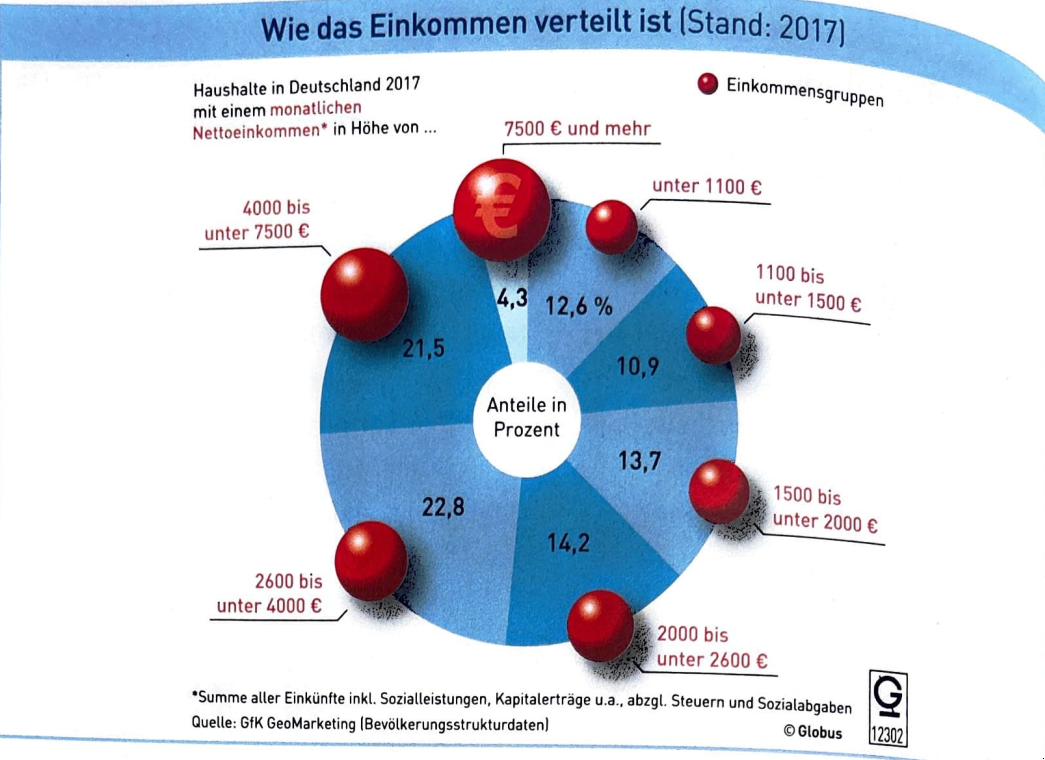 Wie das Einkommen verteilt ist (Stand: 2017)
Haushalte in Deutschland 2017
mit einem monatlichen
Nettoeinkommen* in Höhe von ...
Einkommensgruppen
7500 € und mehr
unter 1100 €
4000 bis
unter 7500 €
1100 bis
unter 1500 €
4,3
12,6 %
21,5
10,9
Anteile in
Prozent
13,7
22,8
14,2
1500 bis
unter 2000 €
2600 bis
unter 4000 €
2000 bis
unter 2600 €
*Summe aller Einkünfte inkl. Sozialleistungen, Kapitalerträge u.a., abzgl. Steuern und Sozialabgaben
Quelle: GfK GeoMarketing (Bevölkerungsstrukturdaten)
© Globus
G
12302
€